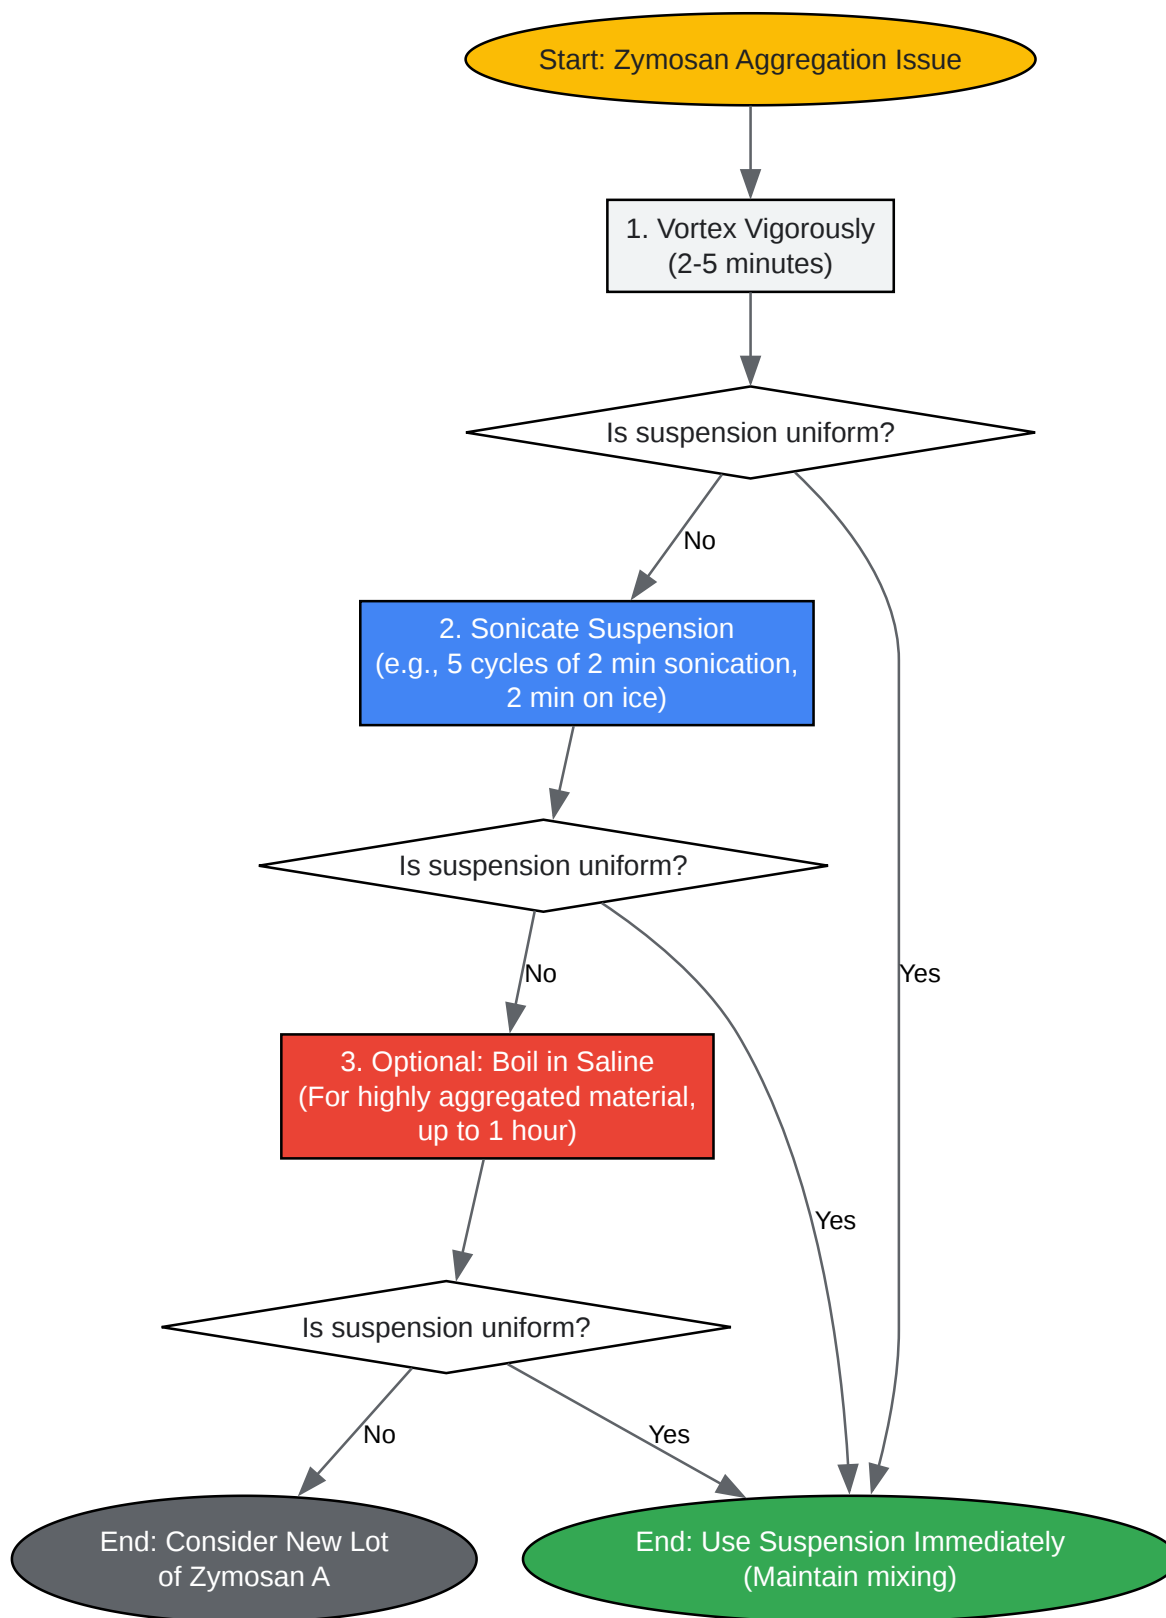 Start: Zymosan Aggregation Issue
1. Vortex Vigorously
(2-5 minutes)
Is suspension uniform?
No
2. Sonicate Suspension
(e.g., 5 cycles of 2 min sonication,
2 min on ice)
Is suspension uniform?
No
Yes
3. Optional: Boil in Saline
(For highly aggregated material,
up to 1 hour)
Yes
Is suspension uniform?
No
Yes
End: Consider New Lot
of Zymosan A
End: Use Suspension Immediately
(Maintain mixing)